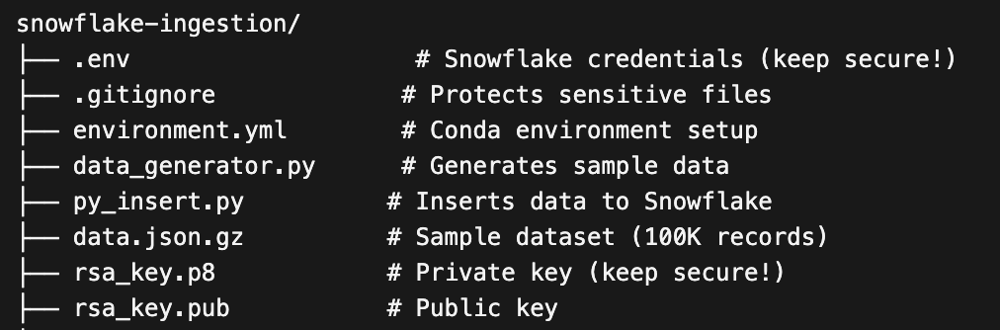 snowflake-ingestion/
├── .env                    # Snowflake credentials (keep secure!)
├── .gitignore             # Protects sensitive files
├── environment.yml        # Conda environment setup
├── data_generator.py      # Generates sample data
├── py_insert.py          # Inserts data to Snowflake
├── data.json.gz          # Sample dataset (100K records)
├── rsa_key.p8            # Private key (keep secure!)
├── rsa_key.pub           # Public key